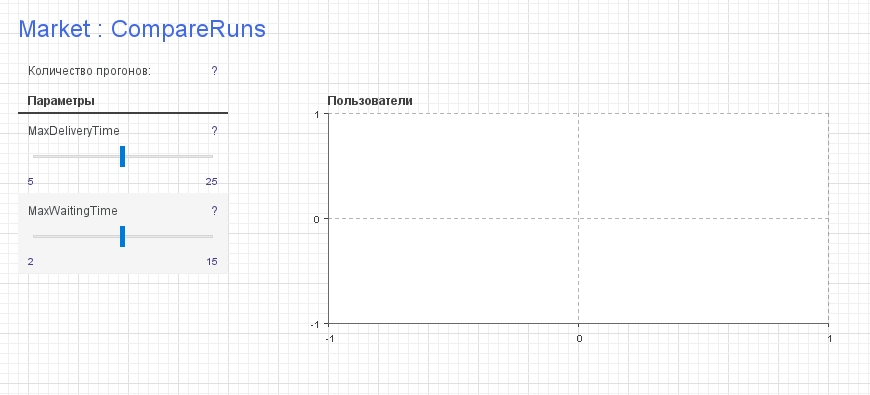 Market : CompareRuns
Количество прогонов: ?
Параметры
MaxDeliveryTime ?
5 25
MaxWaitingTime ?
2 15
Пользователи
1
0
-1
-1 0 1